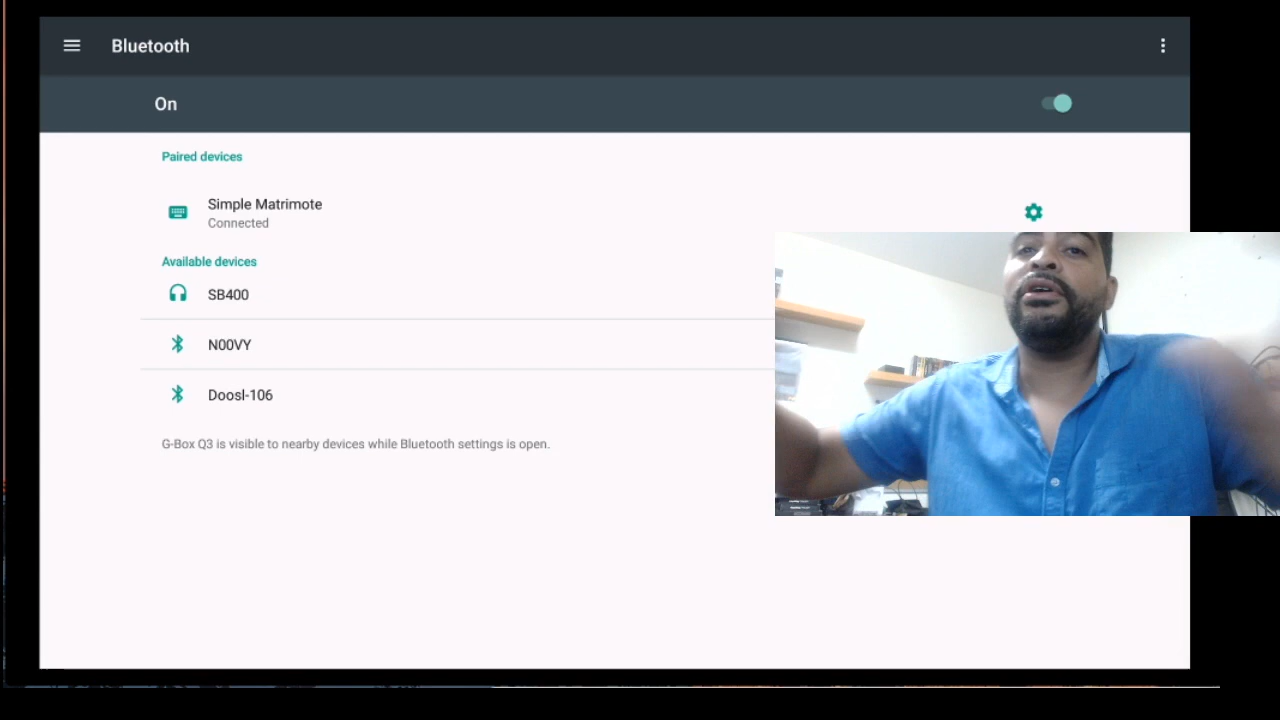 Bluetooth
On
Paired devices
Simple Matrimote
Connected
Available devices
SB400
N00VY
Doosl-106
G-Box Q3 is visible to nearby devices while Bluetooth settings is open.